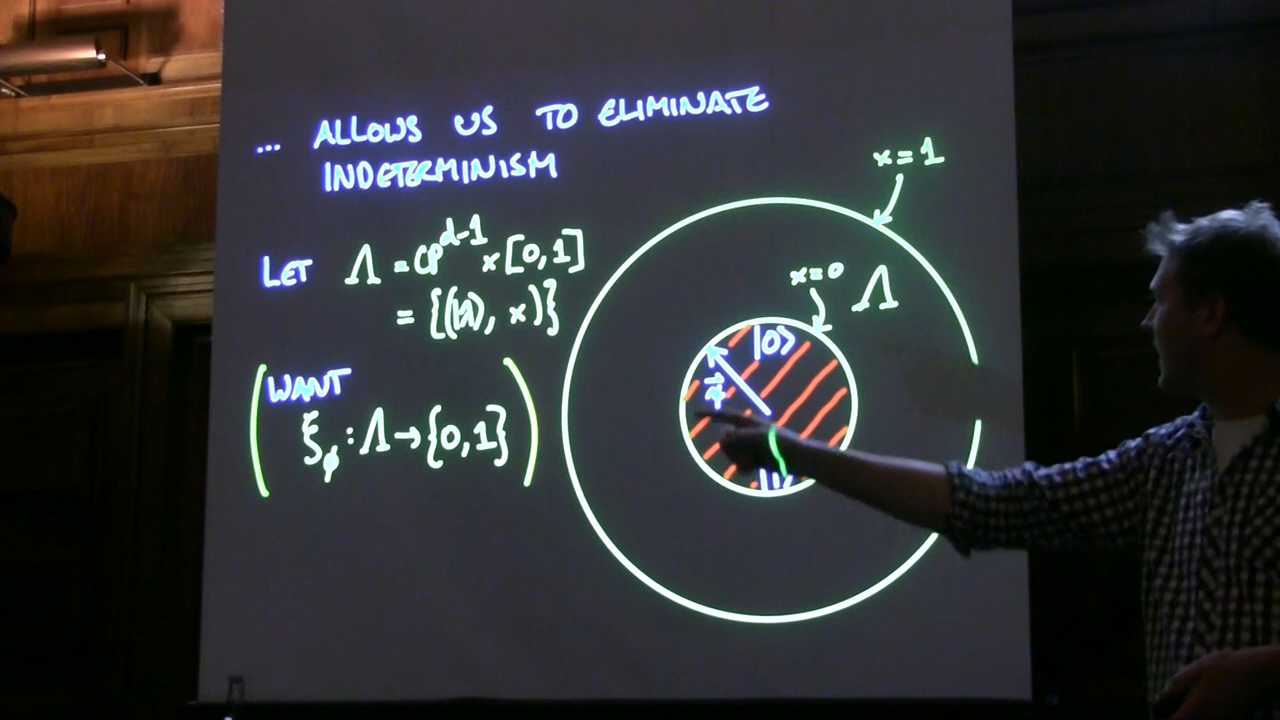 ... ALLOWS US TO ELIMINATE
INDETERMINISM
x=1
LET Λ = CP^{d-1} × [0,1]
= {(|λ⟩, x)}
x=0
Λ
|0⟩
WANT
ξ_φ : Λ → {0,1}